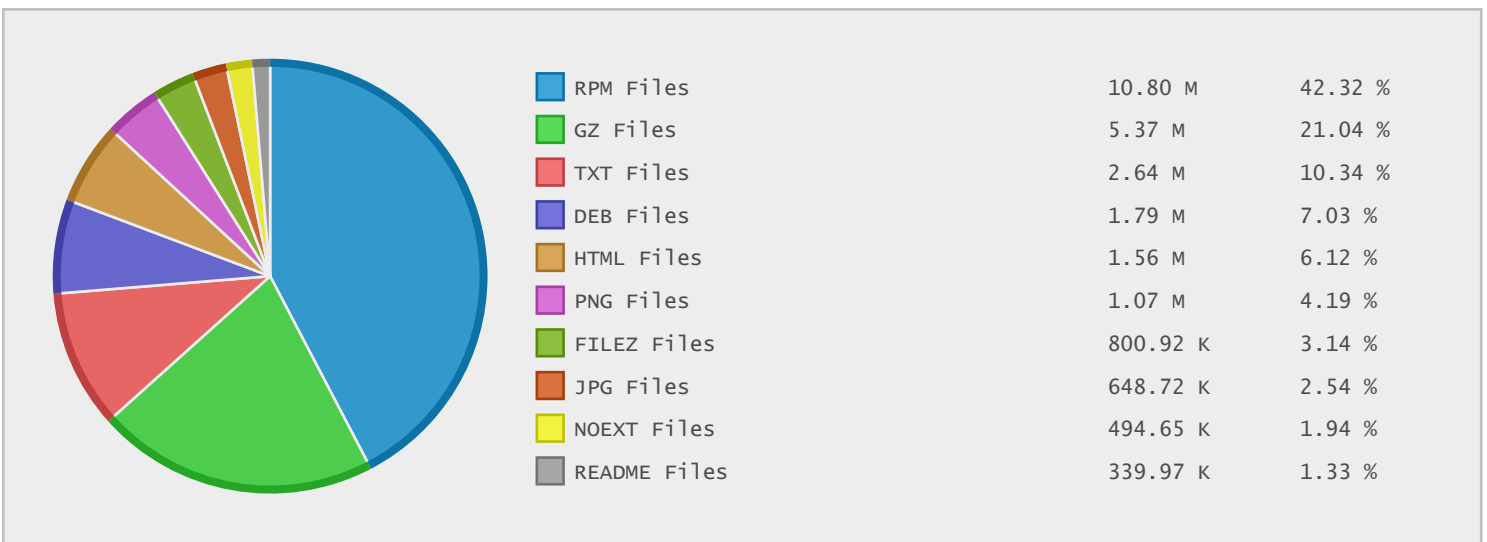 RPM Files 10.80 M 42.32 %
GZ Files 5.37 M 21.04 %
TXT Files 2.64 M 10.34 %
DEB Files 1.79 M 7.03 %
HTML Files 1.56 M 6.12 %
PNG Files 1.07 M 4.19 %
FILEZ Files 800.92 K 3.14 %
JPG Files 648.72 K 2.54 %
NOEXT Files 494.65 K 1.94 %
README Files 339.97 K 1.33 %